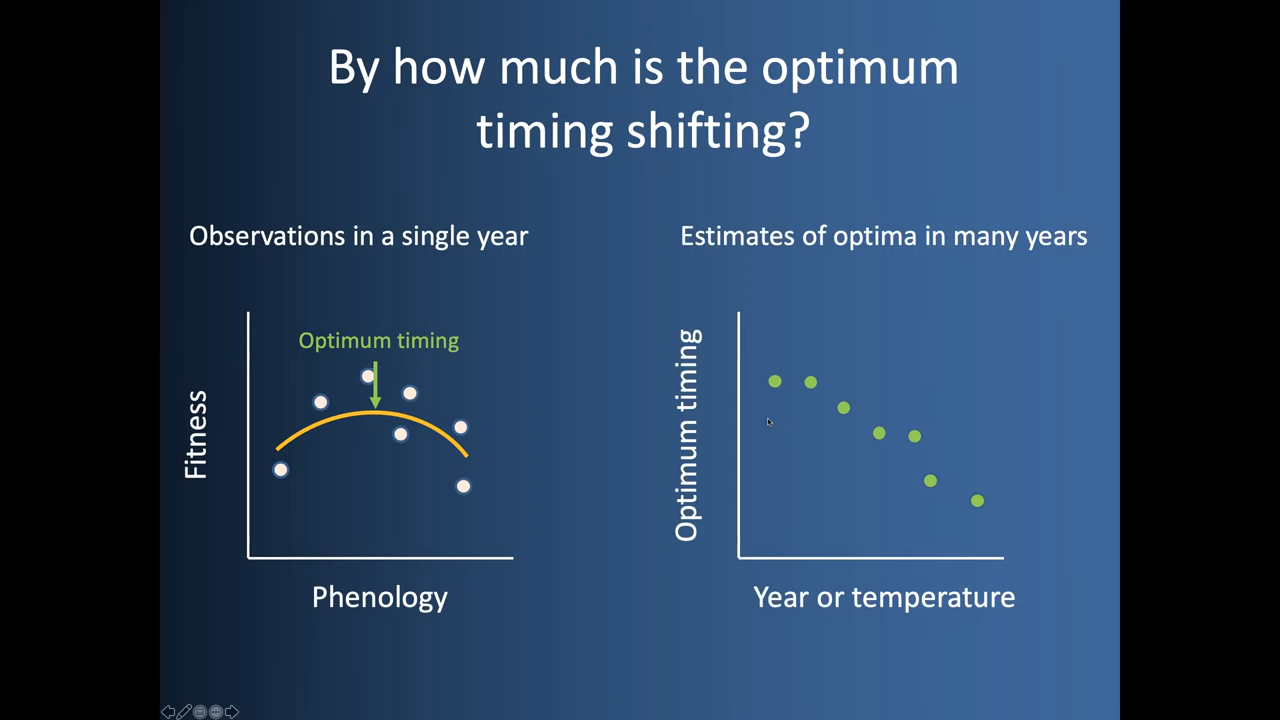 By how much is the optimum
timing shifting?
Observations in a single year
Estimates of optima in many years
Optimum timing
Fitness
Phenology
Optimum timing
Year or temperature